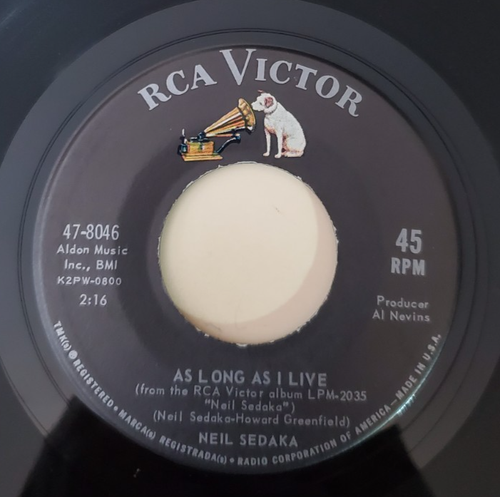 RCA VICTOR
47-8046
Aldon Music
Inc., BMI
K2PW-0800
2:16
45
RPM
Producer
Al Nevins
AS LONG AS I LIVE
(from the RCA Victor album LPM-2035
"Neil Sedaka")
(Neil Sedaka-Howard Greenfield)
NEIL SEDAKA
TMK(s) ® REGISTERED • MARCA(s) REGISTRADA(s) • RADIO CORPORATION OF AMERICA—MADE IN U.S.A.